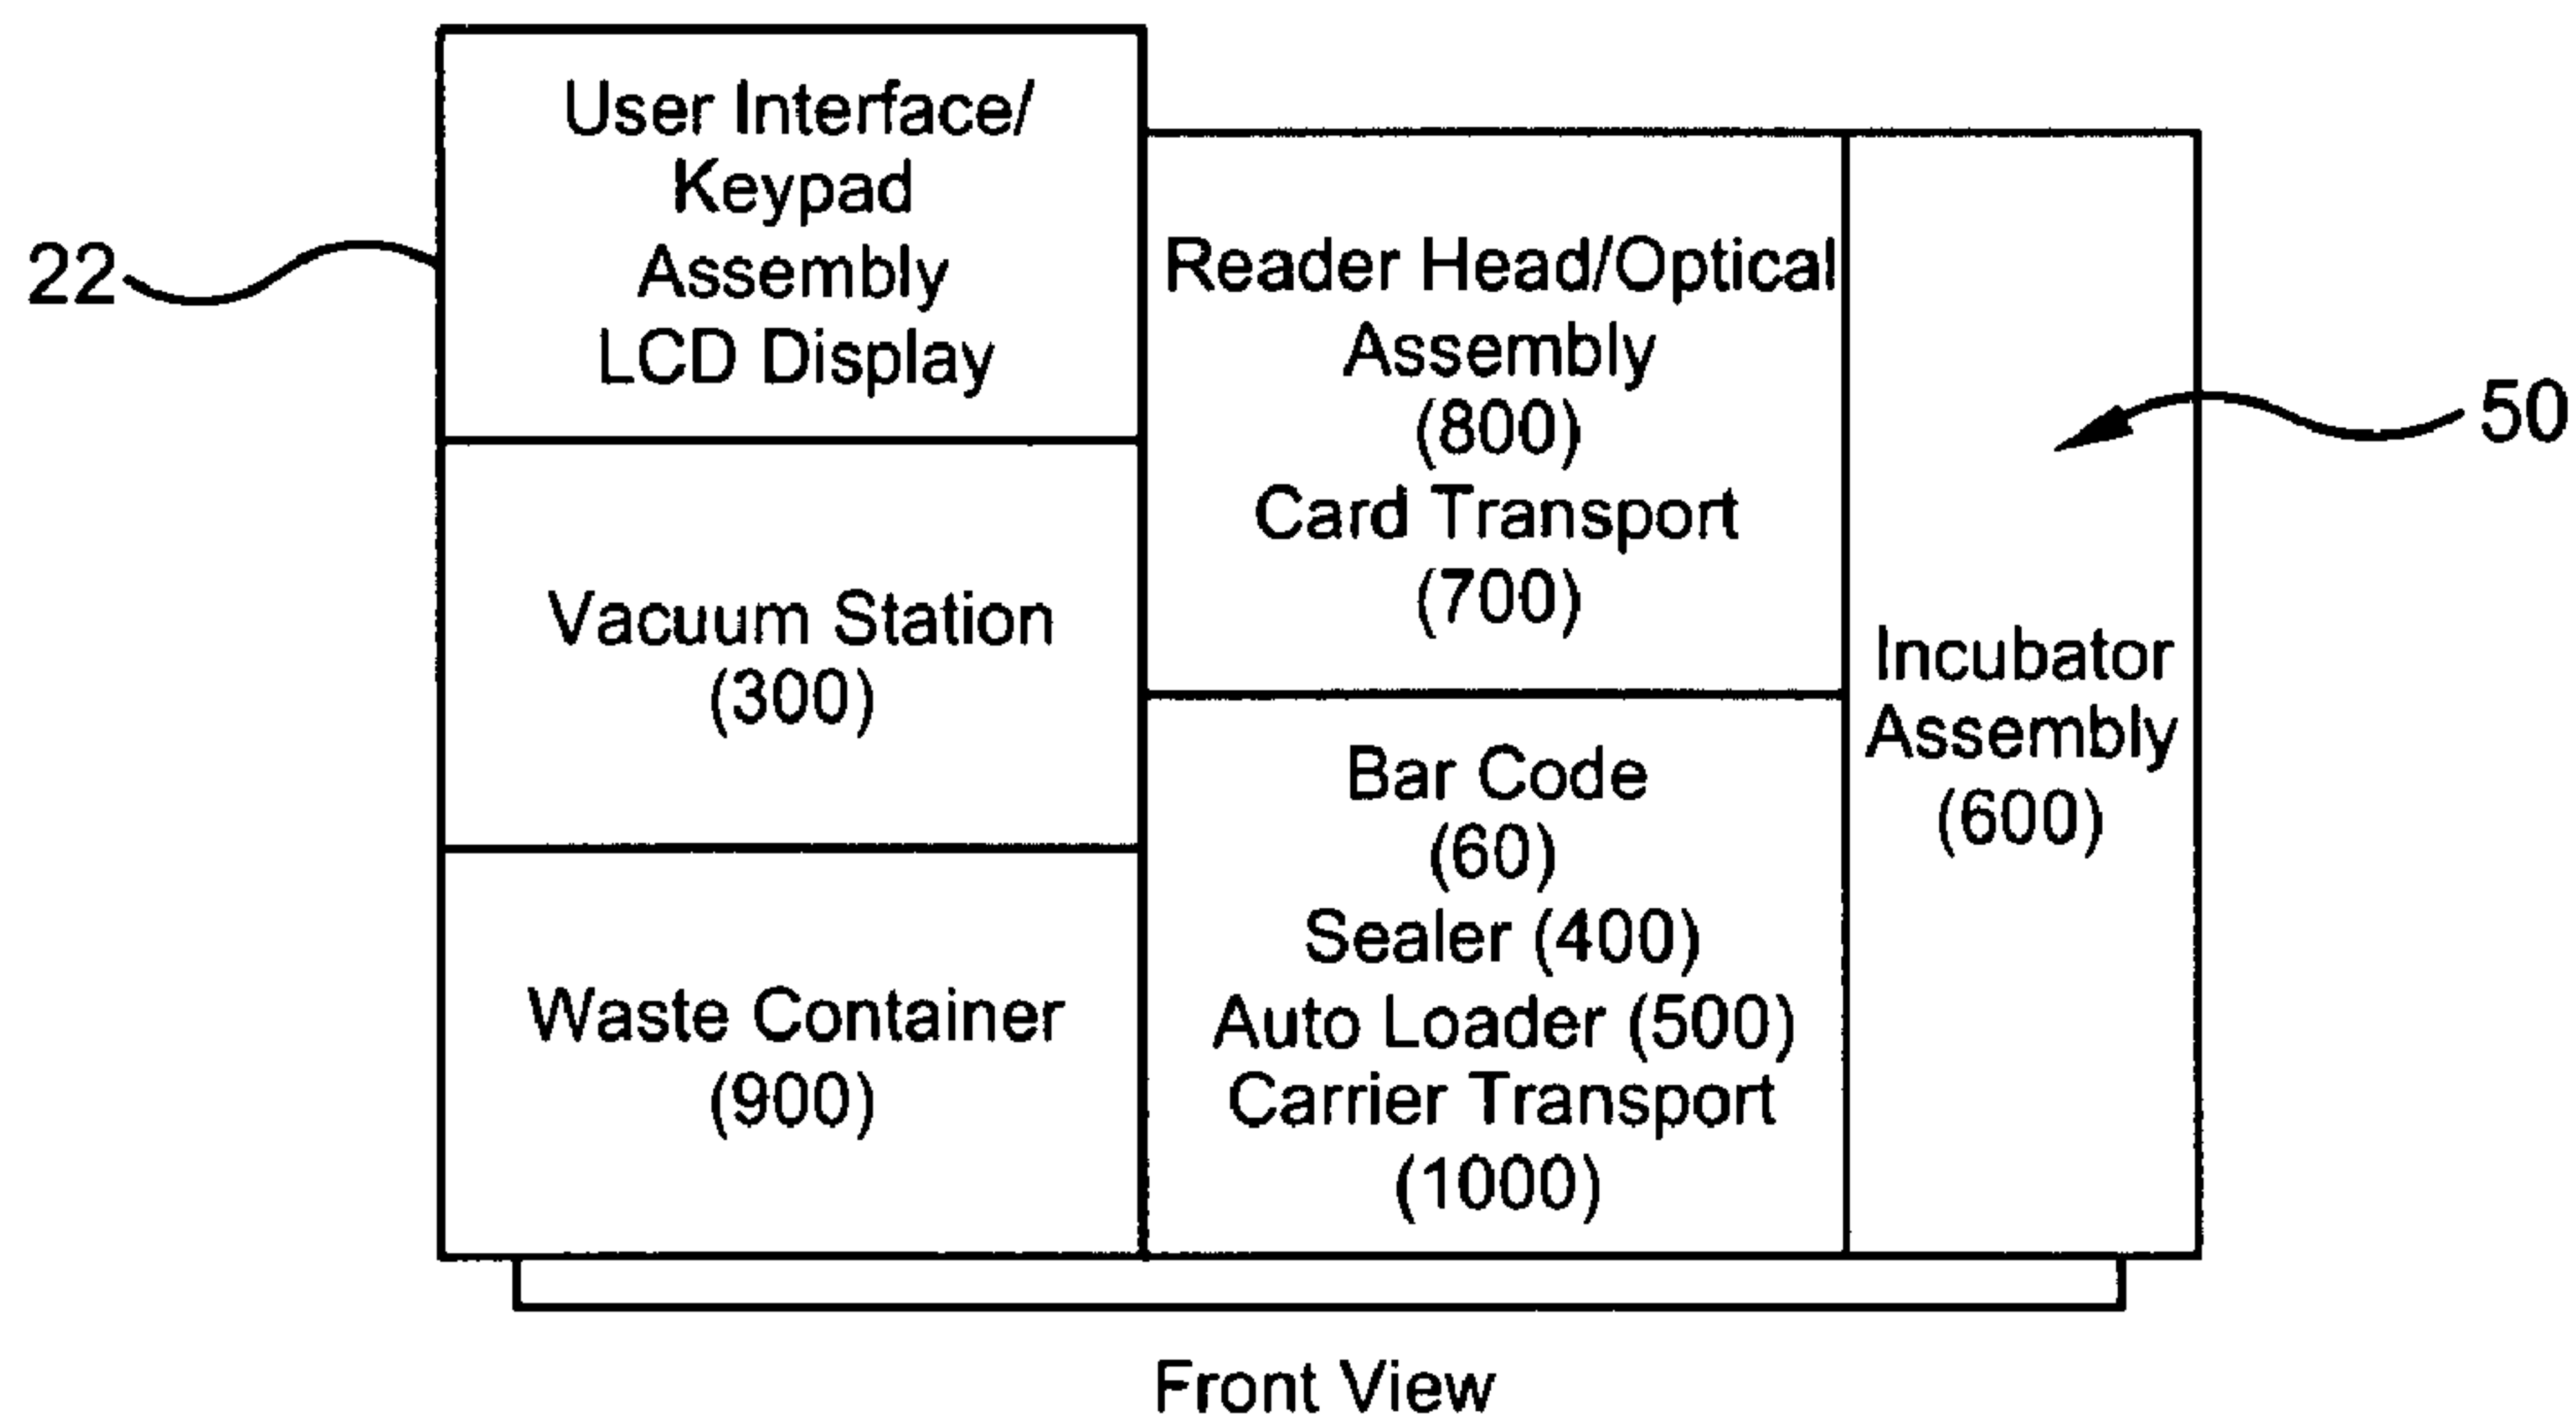 User Interface/
Keypad
Assembly
LCD Display
22
Vacuum Station
(300)
Waste Container
(900)
Reader Head/Optical
Assembly
(800)
Card Transport
(700)
Bar Code
(60)
Sealer (400)
Auto Loader (500)
Carrier Transport
(1000)
Incubator
Assembly
(600)
50
Front View